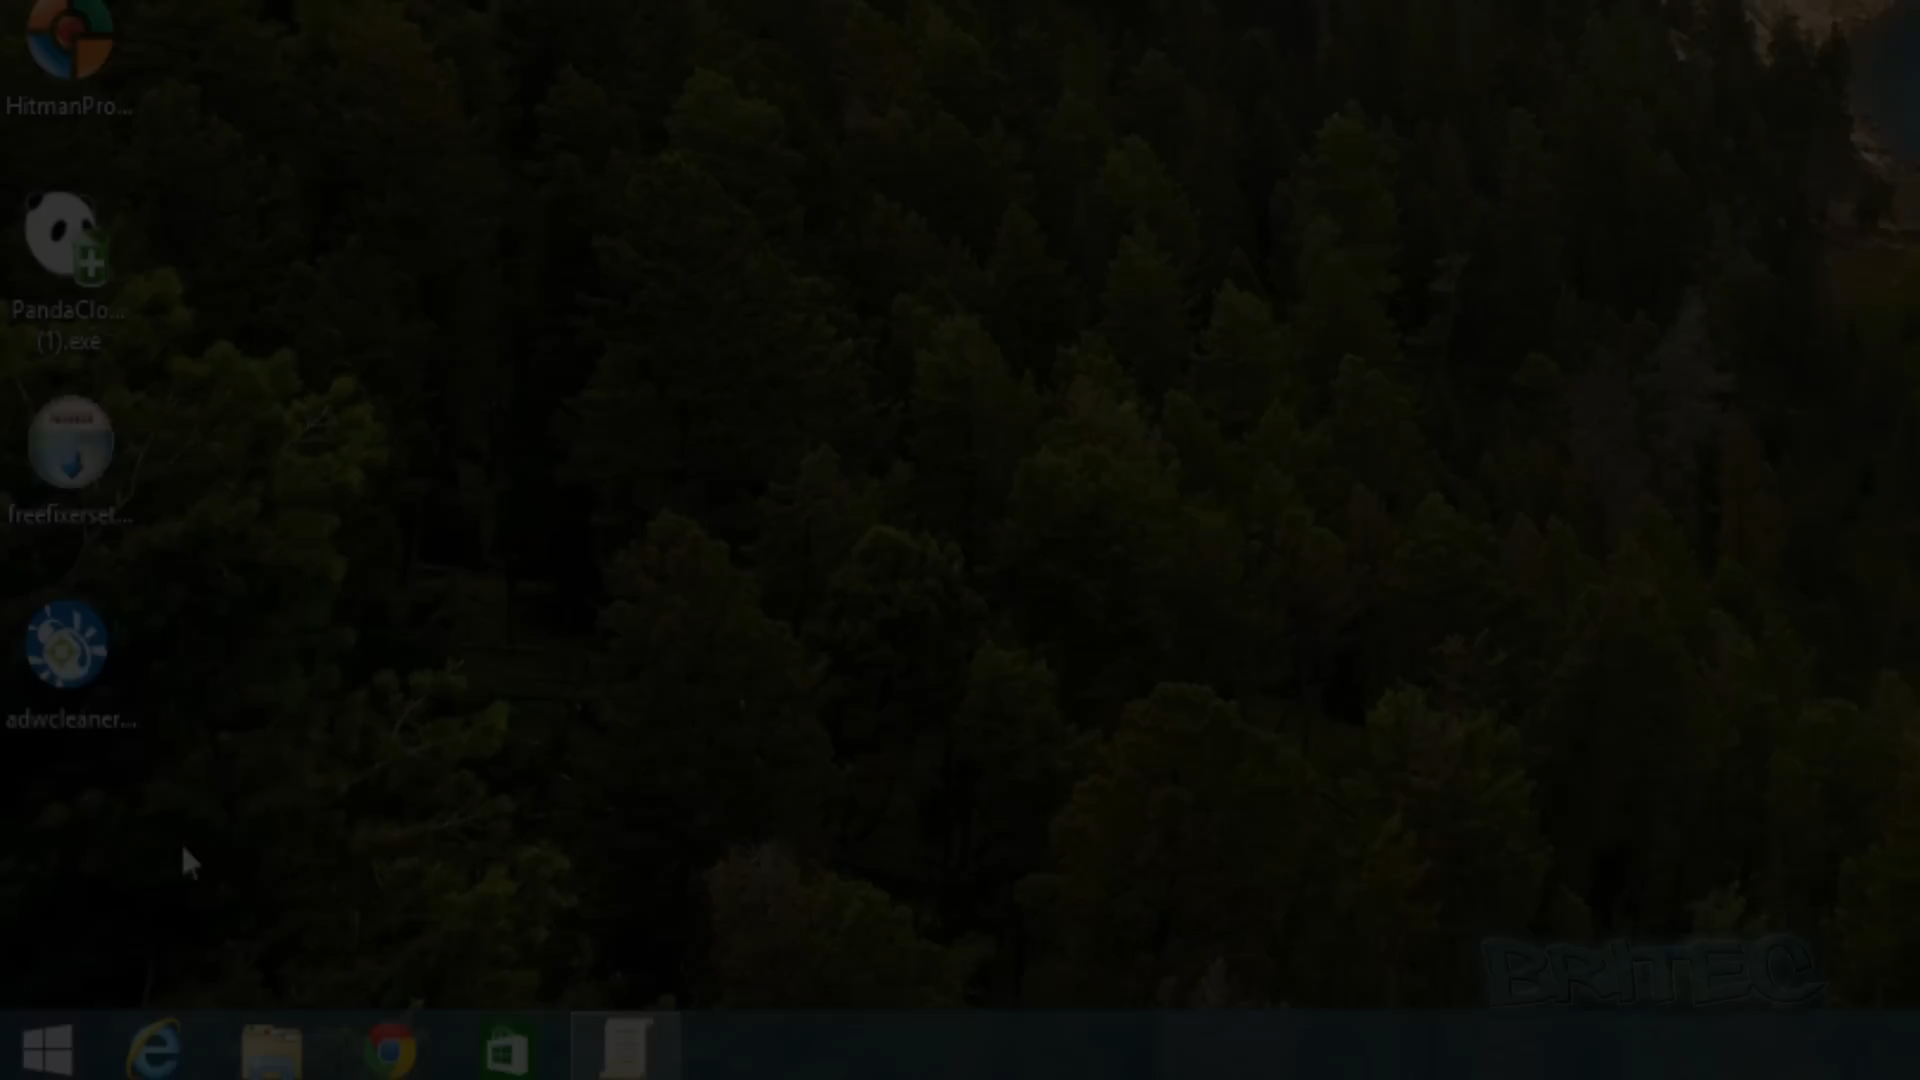 HitmanPro...
PandaClo...
(1).exe
freefixerset...
adwcleaner...
BRITEC